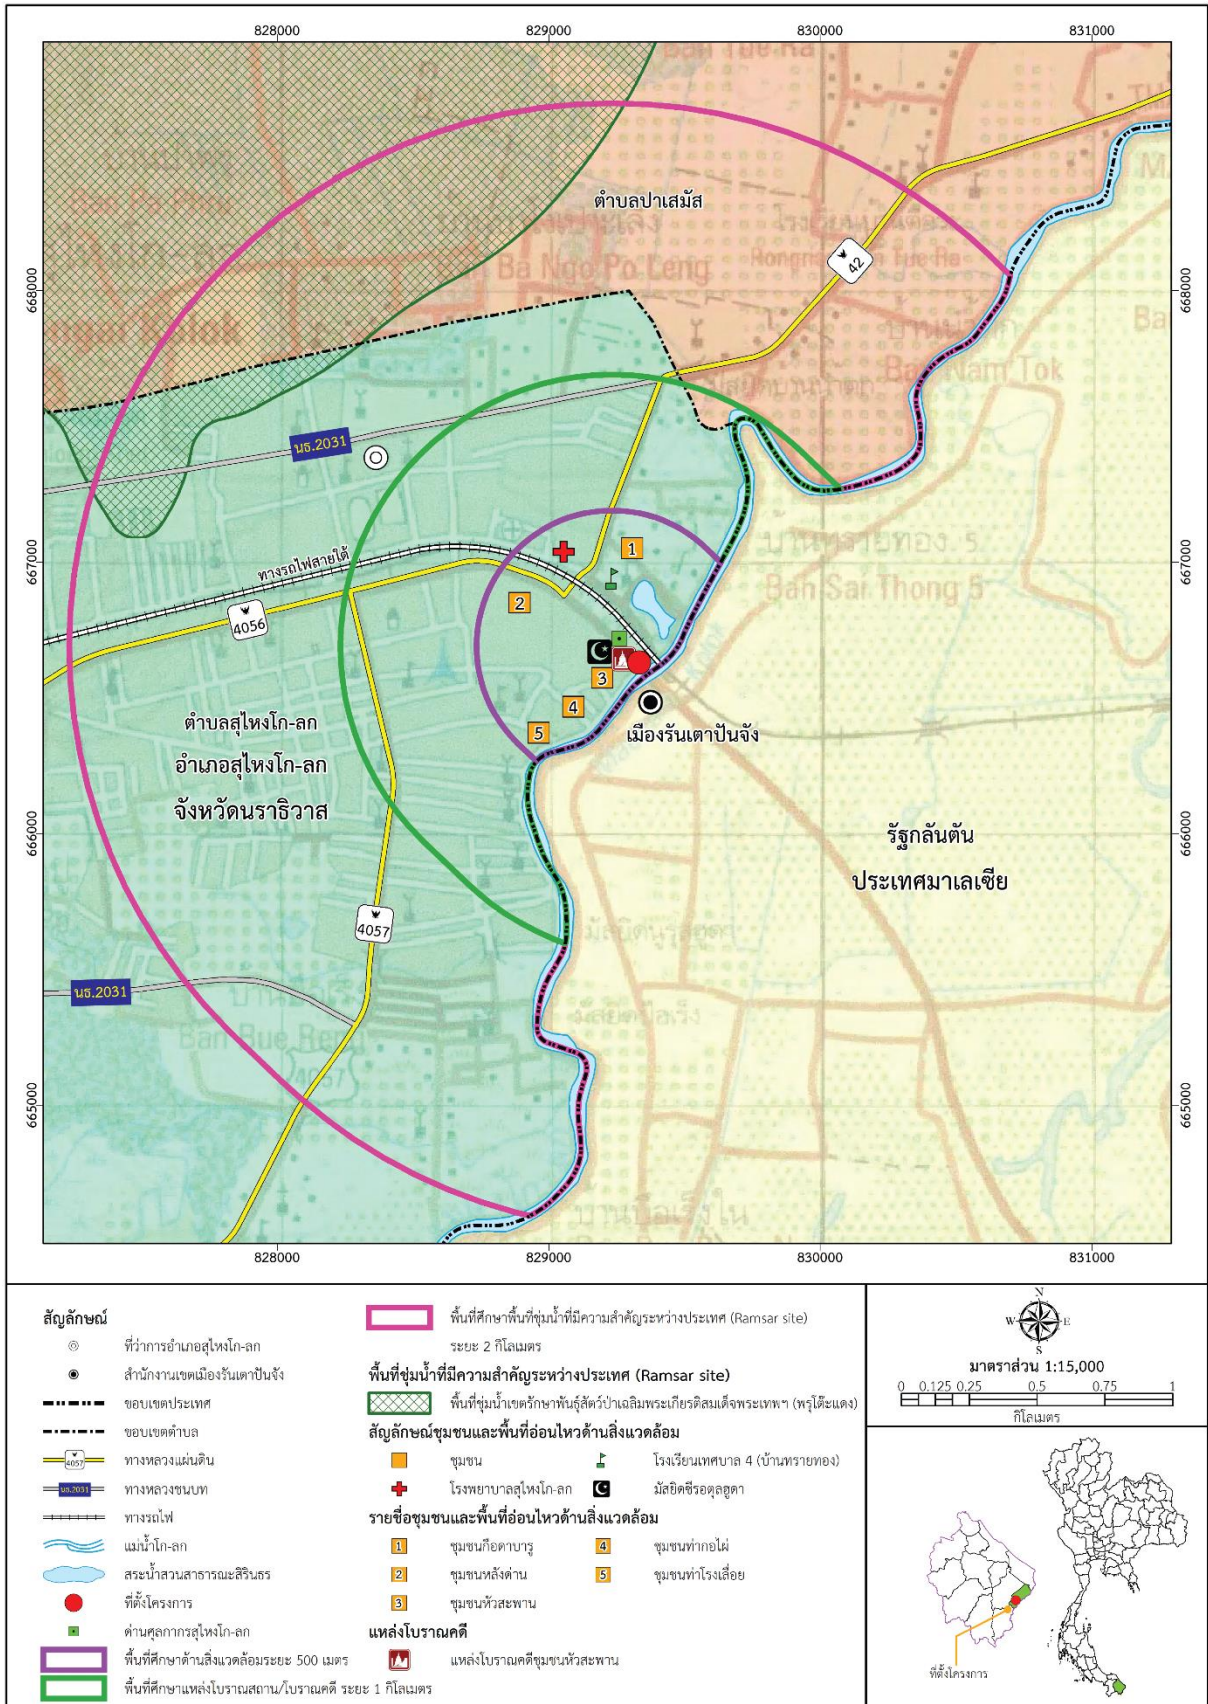 828000
829000
830000
831000
Ban Tue Ra
ตำบลปาเสมัส
42
Ba Ngo Po Leng
668000
668000
Ban Nam Tok
นธ.2031
ทางรถไฟสายใต้
1
667000
667000
Ban Sai Thong 5
2
4056
3
4
5
เมืองรันเตาปันจัง
ตำบลสุไหงโก-ลก
อำเภอสุไหงโก-ลก
จังหวัดนราธิวาส
666000
666000
รัฐกลันตัน
ประเทศมาเลเซีย
4057
นธ.2031
Ban Bue Reng
4057
665000
665000
828000
829000
830000
831000
สัญลักษณ์
ที่ว่าการอำเภอสุไหงโก-ลก
สำนักงานเขตเมืองรันเตาปันจัง
ขอบเขตประเทศ
ขอบเขตตำบล
4057 ทางหลวงแผ่นดิน
นธ.2031 ทางหลวงชนบท
ทางรถไฟ
แม่น้ำโก-ลก
สระน้ำสวนสาธารณะสิรินธร
ที่ตั้งโครงการ
ด่านศุลกากรสุไหงโก-ลก
พื้นที่ศึกษาด้านสิ่งแวดล้อมระยะ 500 เมตร
พื้นที่ศึกษาแหล่งโบราณสถาน/โบราณคดี ระยะ 1 กิโลเมตร
พื้นที่ศึกษาพื้นที่ชุ่มน้ำที่มีความสำคัญระหว่างประเทศ (Ramsar site)
ระยะ 2 กิโลเมตร
พื้นที่ชุ่มน้ำที่มีความสำคัญระหว่างประเทศ (Ramsar site)
พื้นที่ชุ่มน้ำเขตรักษาพันธุ์สัตว์ป่าเฉลิมพระเกียรติสมเด็จพระเทพฯ (พรุโต๊ะแดง)
สัญลักษณ์ชุมชนและพื้นที่อ่อนไหวด้านสิ่งแวดล้อม
ชุมชน
โรงเรียนเทศบาล 4 (บ้านทรายทอง)
โรงพยาบาลสุไหงโก-ลก
มัสยิดซีรอตุลฮูดา
รายชื่อชุมชนและพื้นที่อ่อนไหวด้านสิ่งแวดล้อม
1 ชุมชนกือดาบารู
4 ชุมชนท่ากอไผ่
2 ชุมชนหลังด่าน
5 ชุมชนท่าโรงเลื่อย
3 ชุมชนหัวสะพาน
แหล่งโบราณคดี
แหล่งโบราณคดีชุมชนหัวสะพาน
N
W E
S
มาตราส่วน 1:15,000
0 0.125 0.25 0.5 0.75 1
กิโลเมตร
ที่ตั้งโครงการ